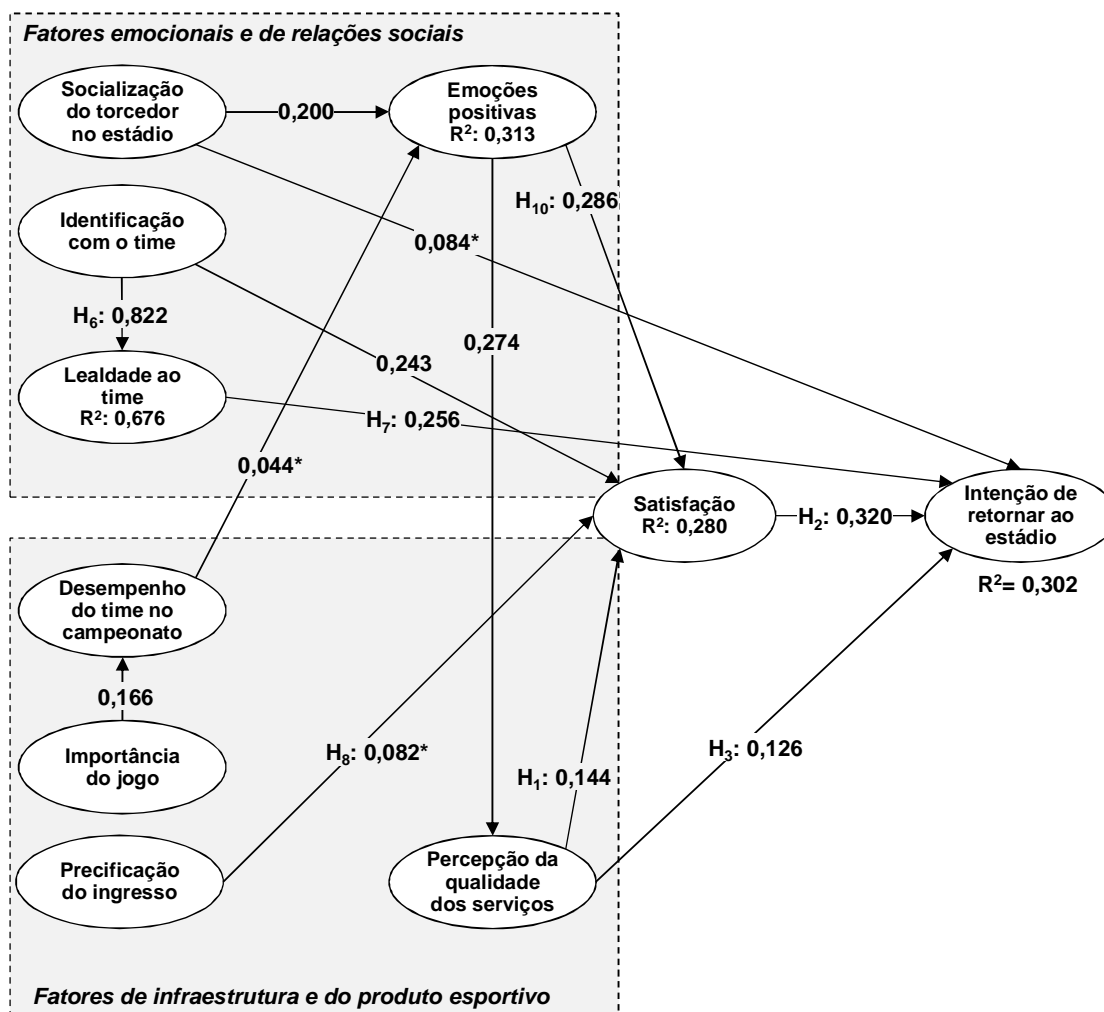 Fatores emocionais e de relações sociais
Socialização
do torcedor
no estádio
0,200
Emoções
positivas
R²: 0,313
H₁₀: 0,286
Identificação
com o time
0,084*
H₆: 0,822
0,274
0,243
Lealdade ao
time
R²: 0,676
H₇: 0,256
0,044*
Satisfação
R²: 0,280
H₂: 0,320
Intenção de
retornar ao
estádio
R²= 0,302
Desempenho
do time no
campeonato
0,166
Importância
do jogo
H₈: 0,082*
H₁: 0,144
H₃: 0,126
Precificação
do ingresso
Percepção da
qualidade
dos serviços
Fatores de infraestrutura e do produto esportivo